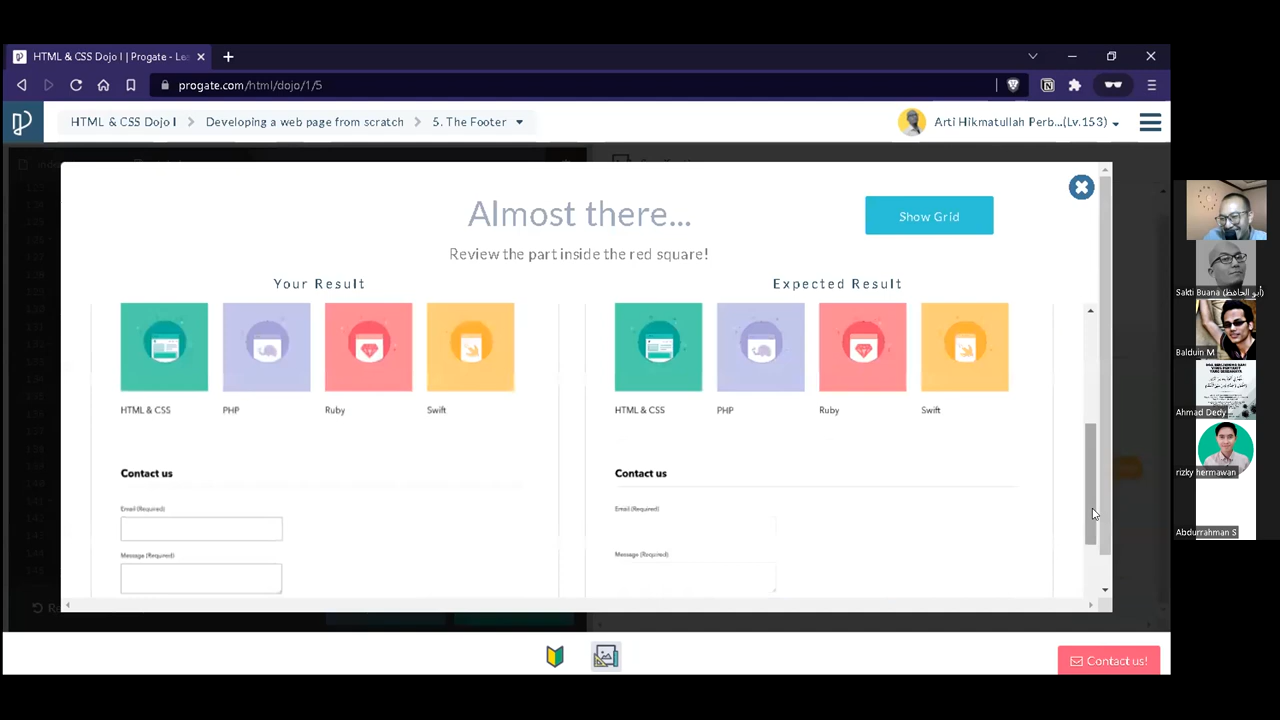 HTML & CSS Dojo I | Progate - Le
progate.com/html/dojo/1/5
HTML & CSS Dojo I
Developing a web page from scratch
5. The Footer
Arti Hikmatullah Perb...(Lv.153)
Almost there...
Show Grid
Review the part inside the red square!
Your Result
Expected Result
HTML & CSS PHP Ruby Swift
HTML & CSS PHP Ruby Swift
Contact us
Contact us
Email (Required)
Email (Required)
Message (Required)
Message (Required)
Contact us!
Sakti Buana (أبو الحافظ)
Balduin M
Ahmad Dedy
rizky hermawan
Abdurrahman S